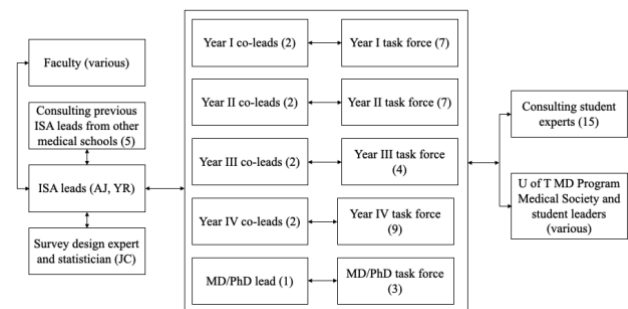 Faculty (various)
Consulting previous
ISA leads from other
medical schools (5)
ISA leads (AJ, YR)
Survey design expert
and statistician (JC)
Year I co-leads (2)
Year I task force (7)
Year II co-leads (2)
Year II task force (7)
Year III co-leads (2)
Year III task force
(4)
Year IV co-leads (2)
Year IV task force
(9)
MD/PhD lead (1)
MD/PhD task force
(3)
Consulting student
experts (15)
U of T MD Program
Medical Society and
student leaders
(various)